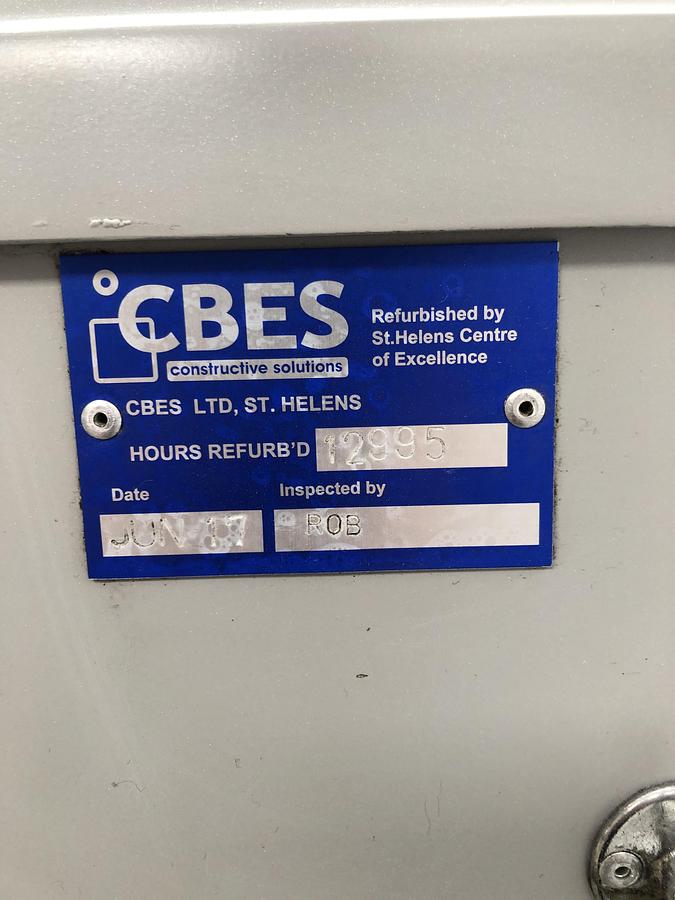 CBES
constructive solutions
Refurbished by
St.Helens Centre
of Excellence
CBES LTD, ST. HELENS
HOURS REFURB'D 12995
Date
Inspected by
JUN 17
ROB